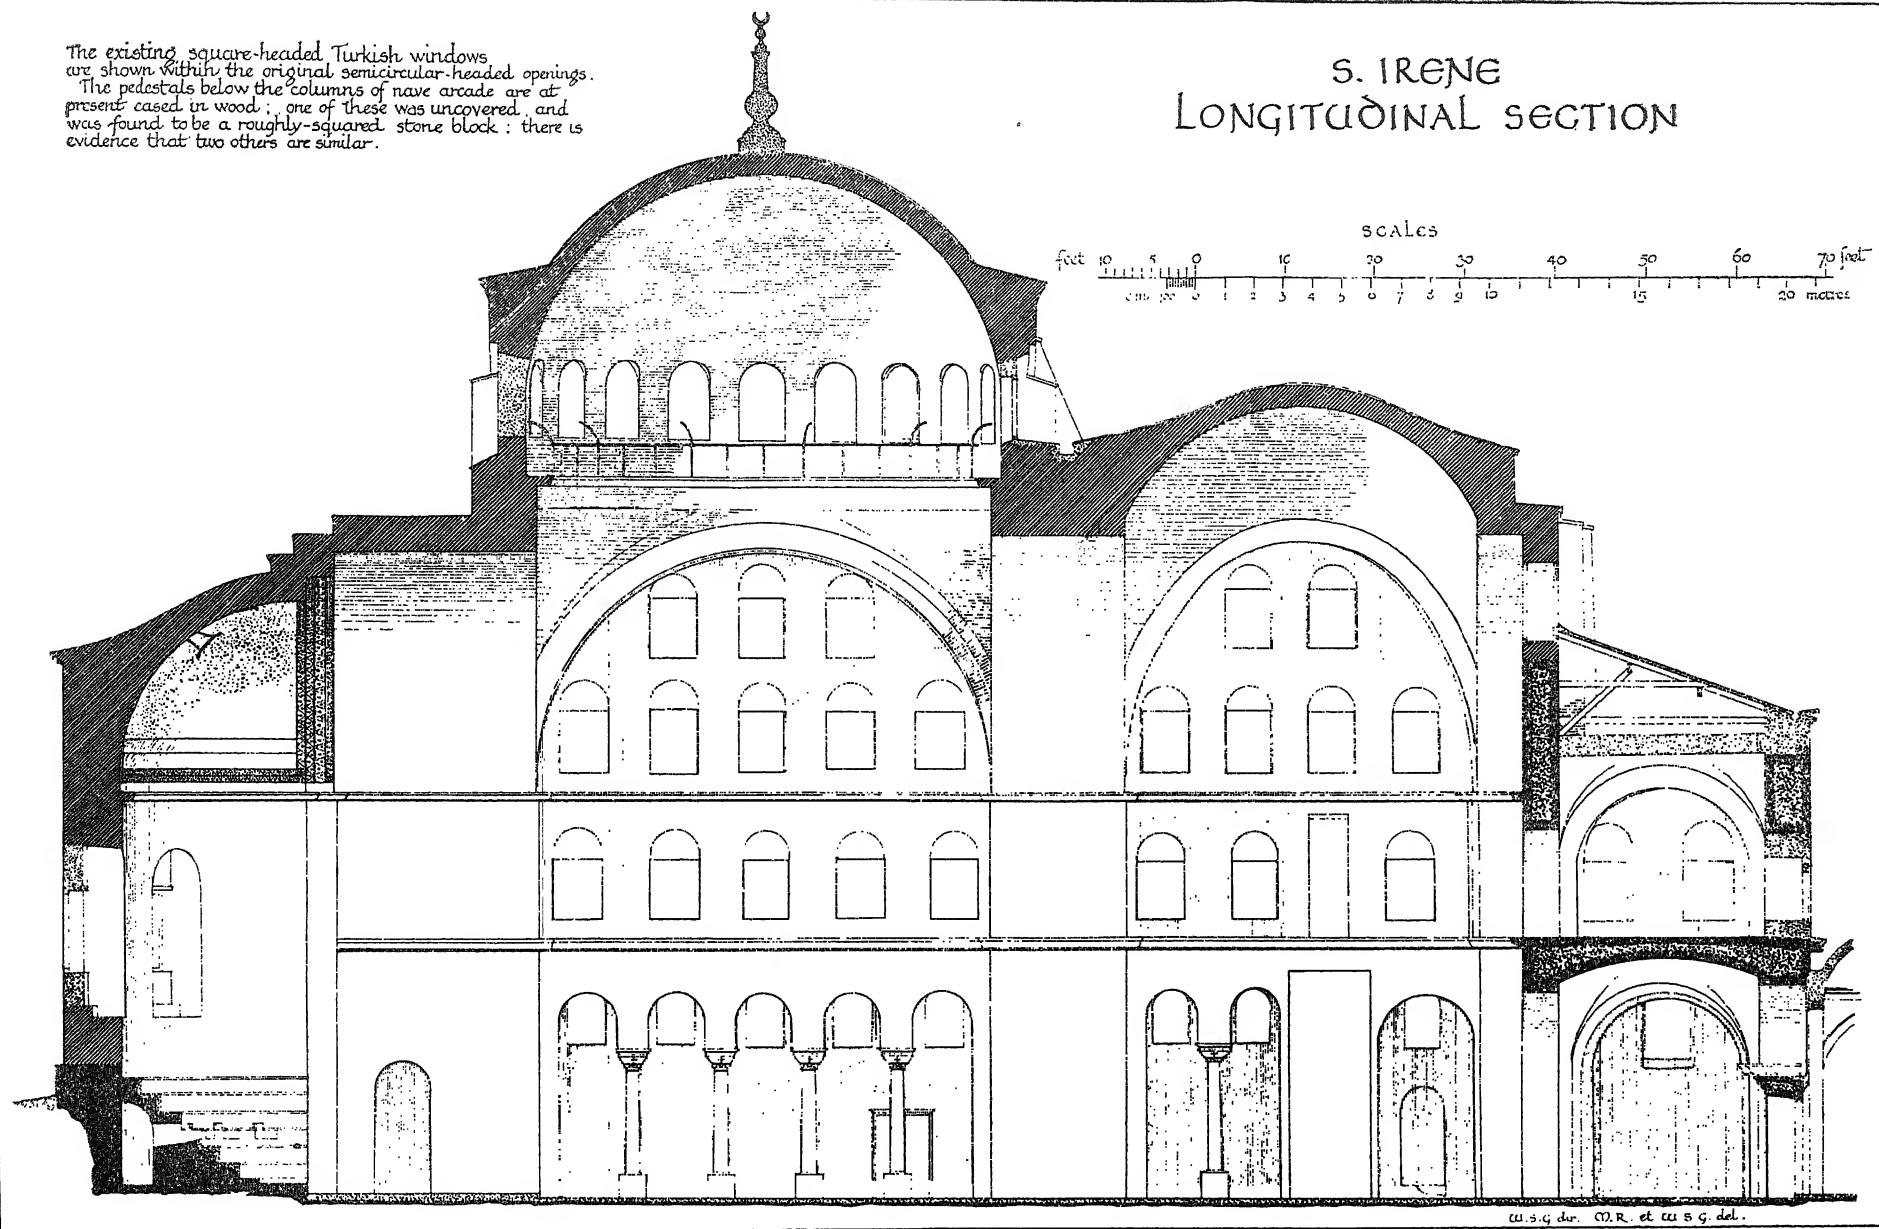 The existing square-headed Turkish windows
are shown within the original semicircular-headed openings.
The pedestals below the columns of nave arcade are at
present cased in wood; one of these was uncovered and
was found to be a roughly-squared stone block: there is
evidence that two others are similar.
S. IRENE
LONGITUDINAL SECTION
SCALES
feet 10 5 0 10 20 30 40 50 60 70 feet
0 1 2 3 4 5 6 7 8 9 10 15 20 metres
W.S.G dir. M.R. et W S G. del.